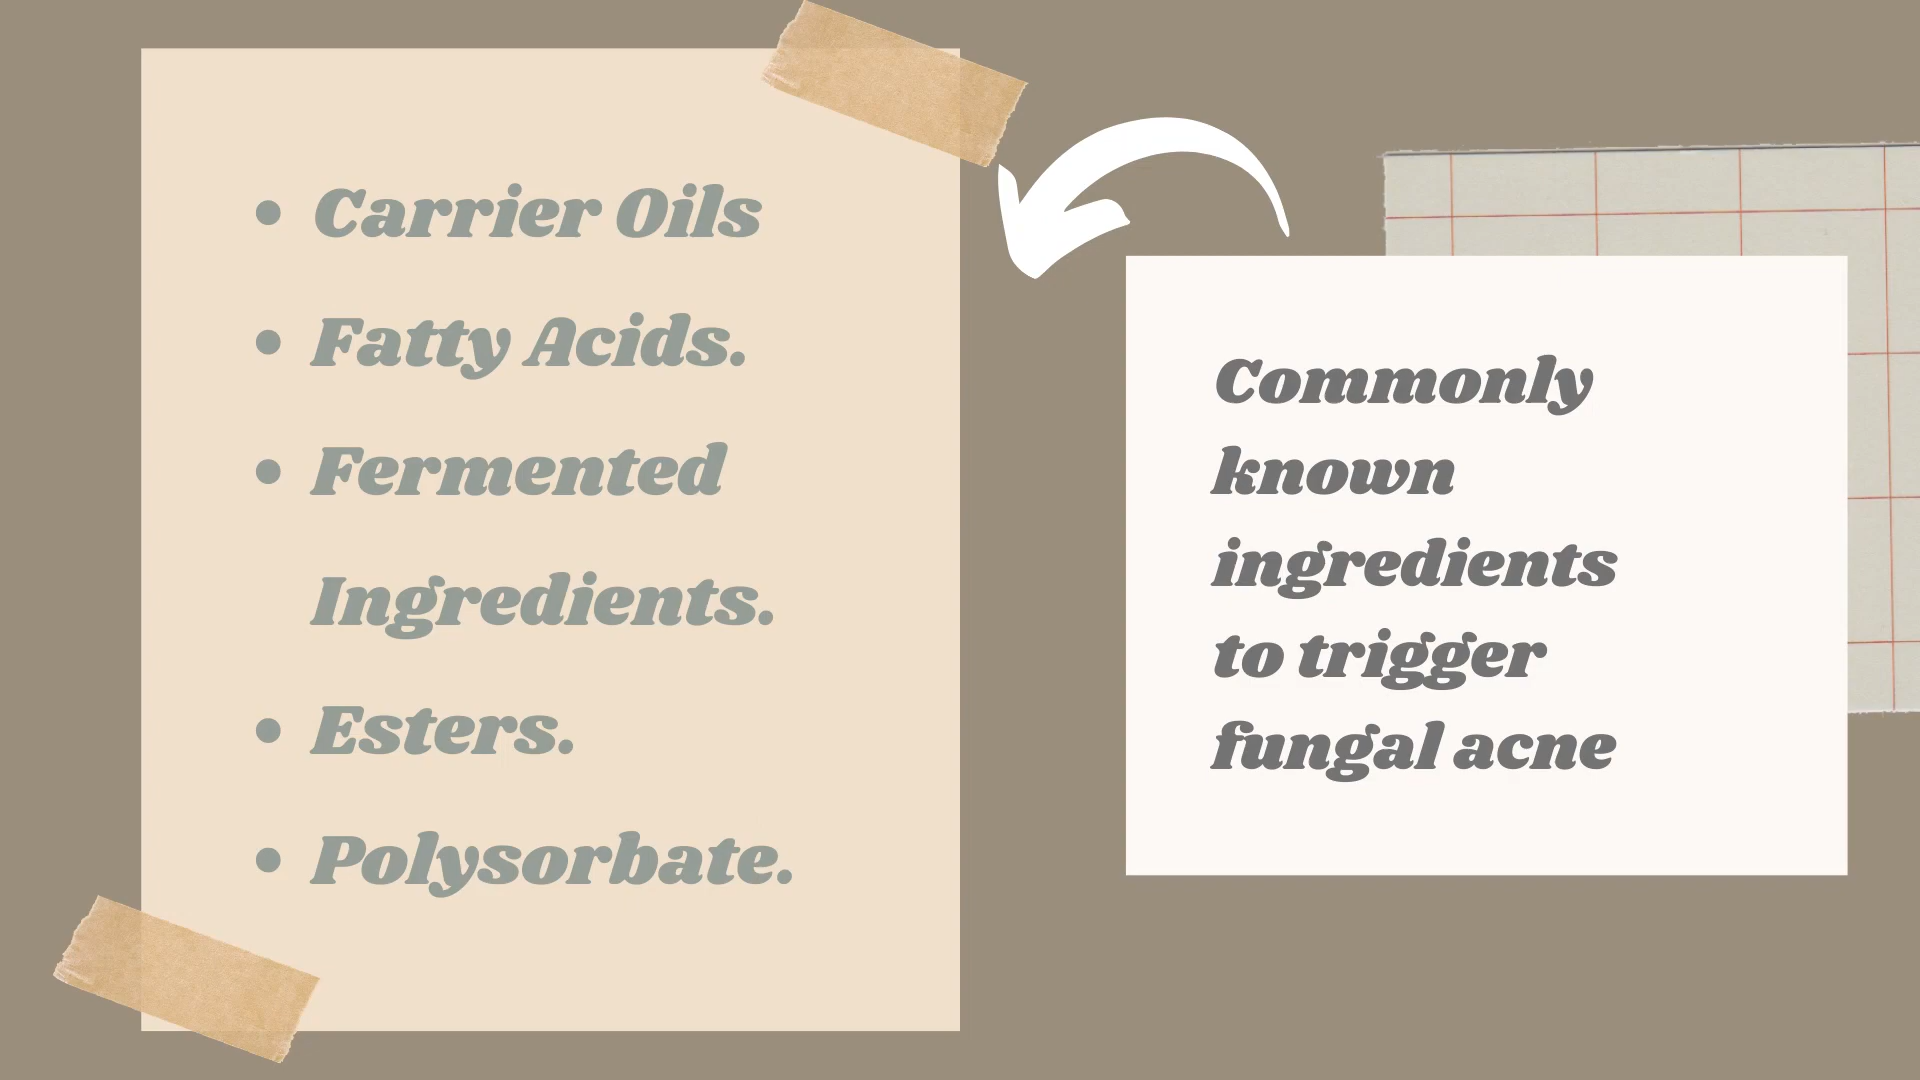 Carrier Oils
Fatty Acids.
Fermented
Ingredients.
Esters.
Polysorbate.
Commonly
known
ingredients
to trigger
fungal acne